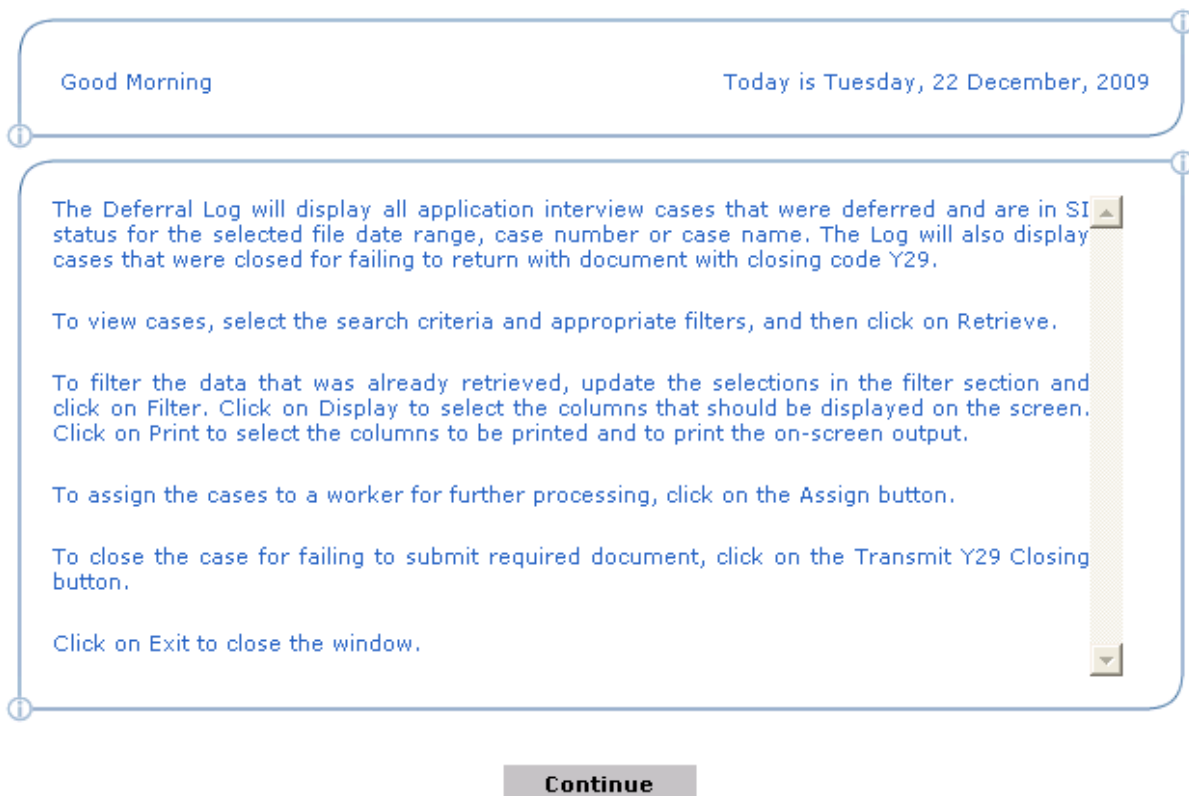 Good Morning
Today is Tuesday, 22 December, 2009
The Deferral Log will display all application interview cases that were deferred and are in SI
status for the selected file date range, case number or case name. The Log will also display
cases that were closed for failing to return with document with closing code Y29.
To view cases, select the search criteria and appropriate filters, and then click on Retrieve.
To filter the data that was already retrieved, update the selections in the filter section and
click on Filter. Click on Display to select the columns that should be displayed on the screen.
Click on Print to select the columns to be printed and to print the on-screen output.
To assign the cases to a worker for further processing, click on the Assign button.
To close the case for failing to submit required document, click on the Transmit Y29 Closing
button.
Click on Exit to close the window.
Continue